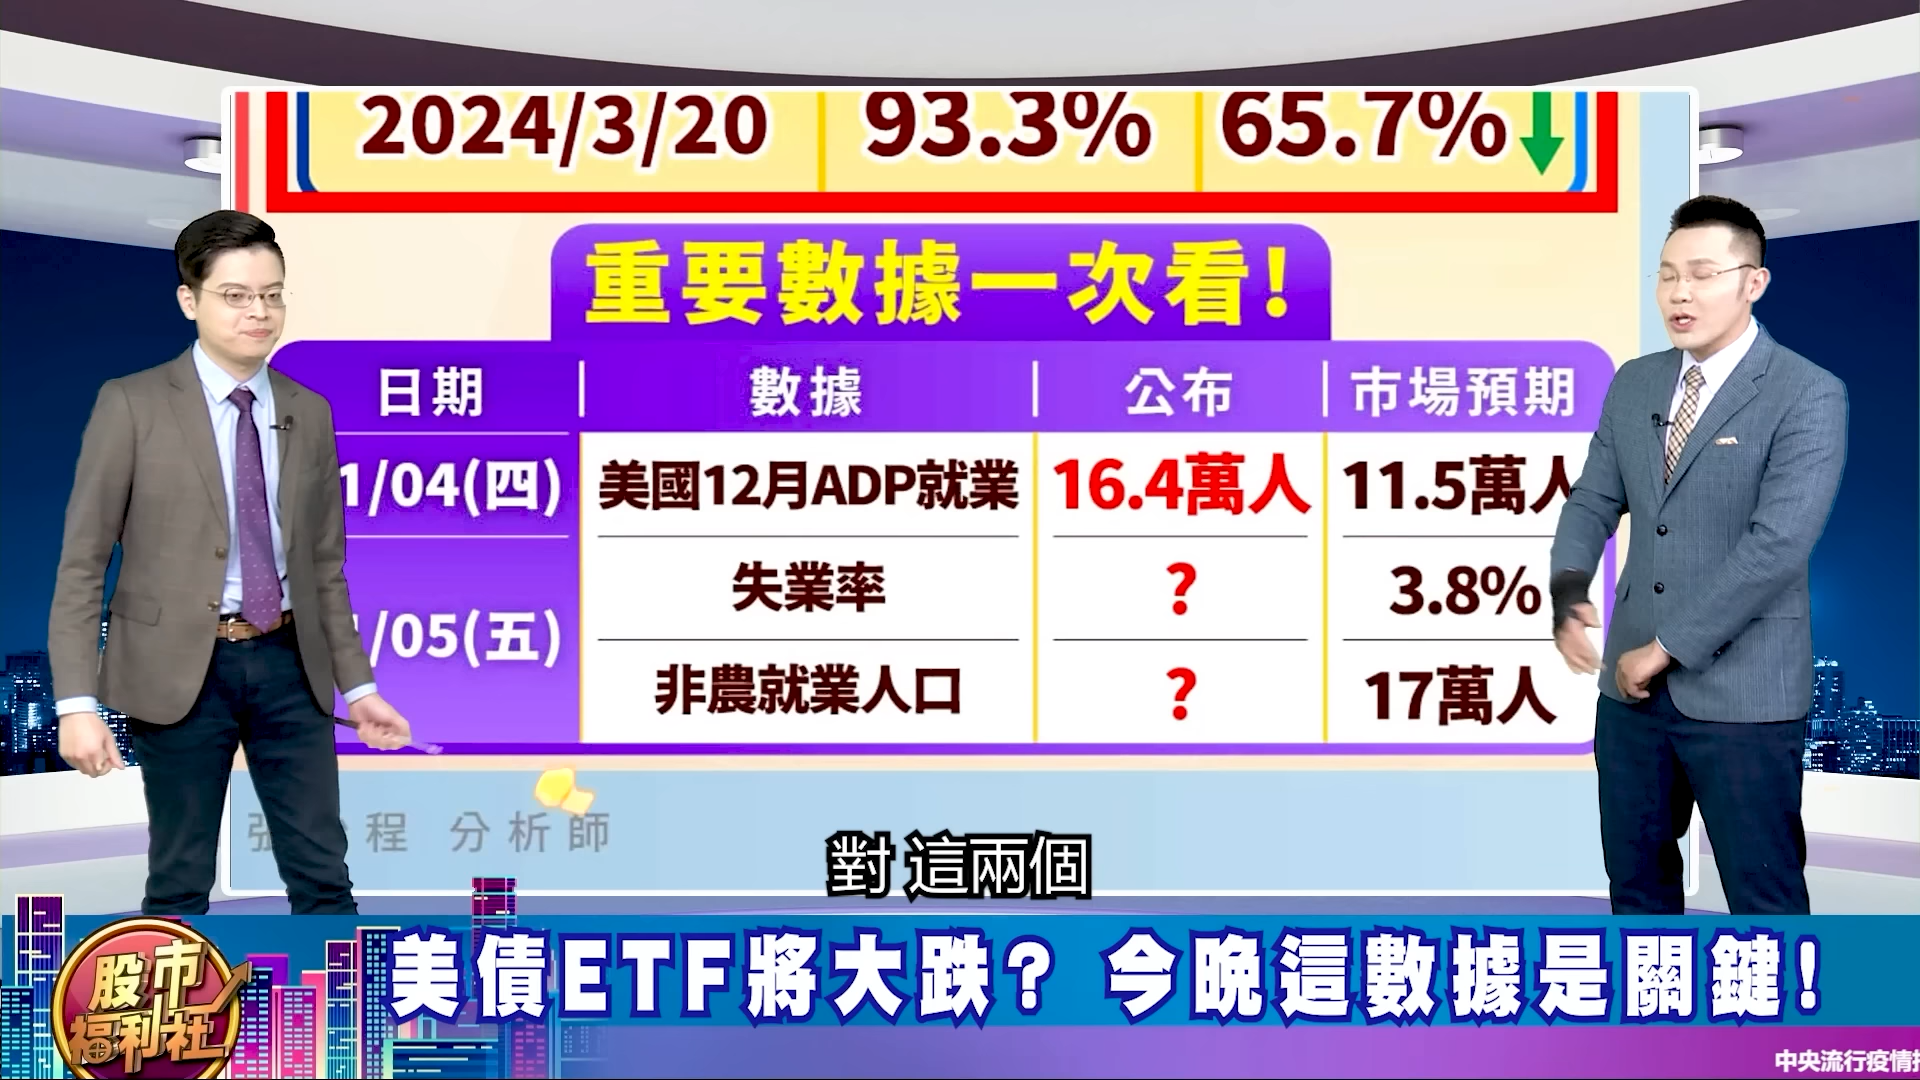 2024/3/20 93.3% 65.7%
重要數據一次看!
日期 數據 公布 市場預期
1/04(四) 美國12月ADP就業 16.4萬人 11.5萬人
/05(五) 失業率 ? 3.8%
非農就業人口 ? 17萬人
程 分析師
對 這兩個
股市
福利社
美債ETF將大跌? 今晚這數據是關鍵!
中央流行疫情